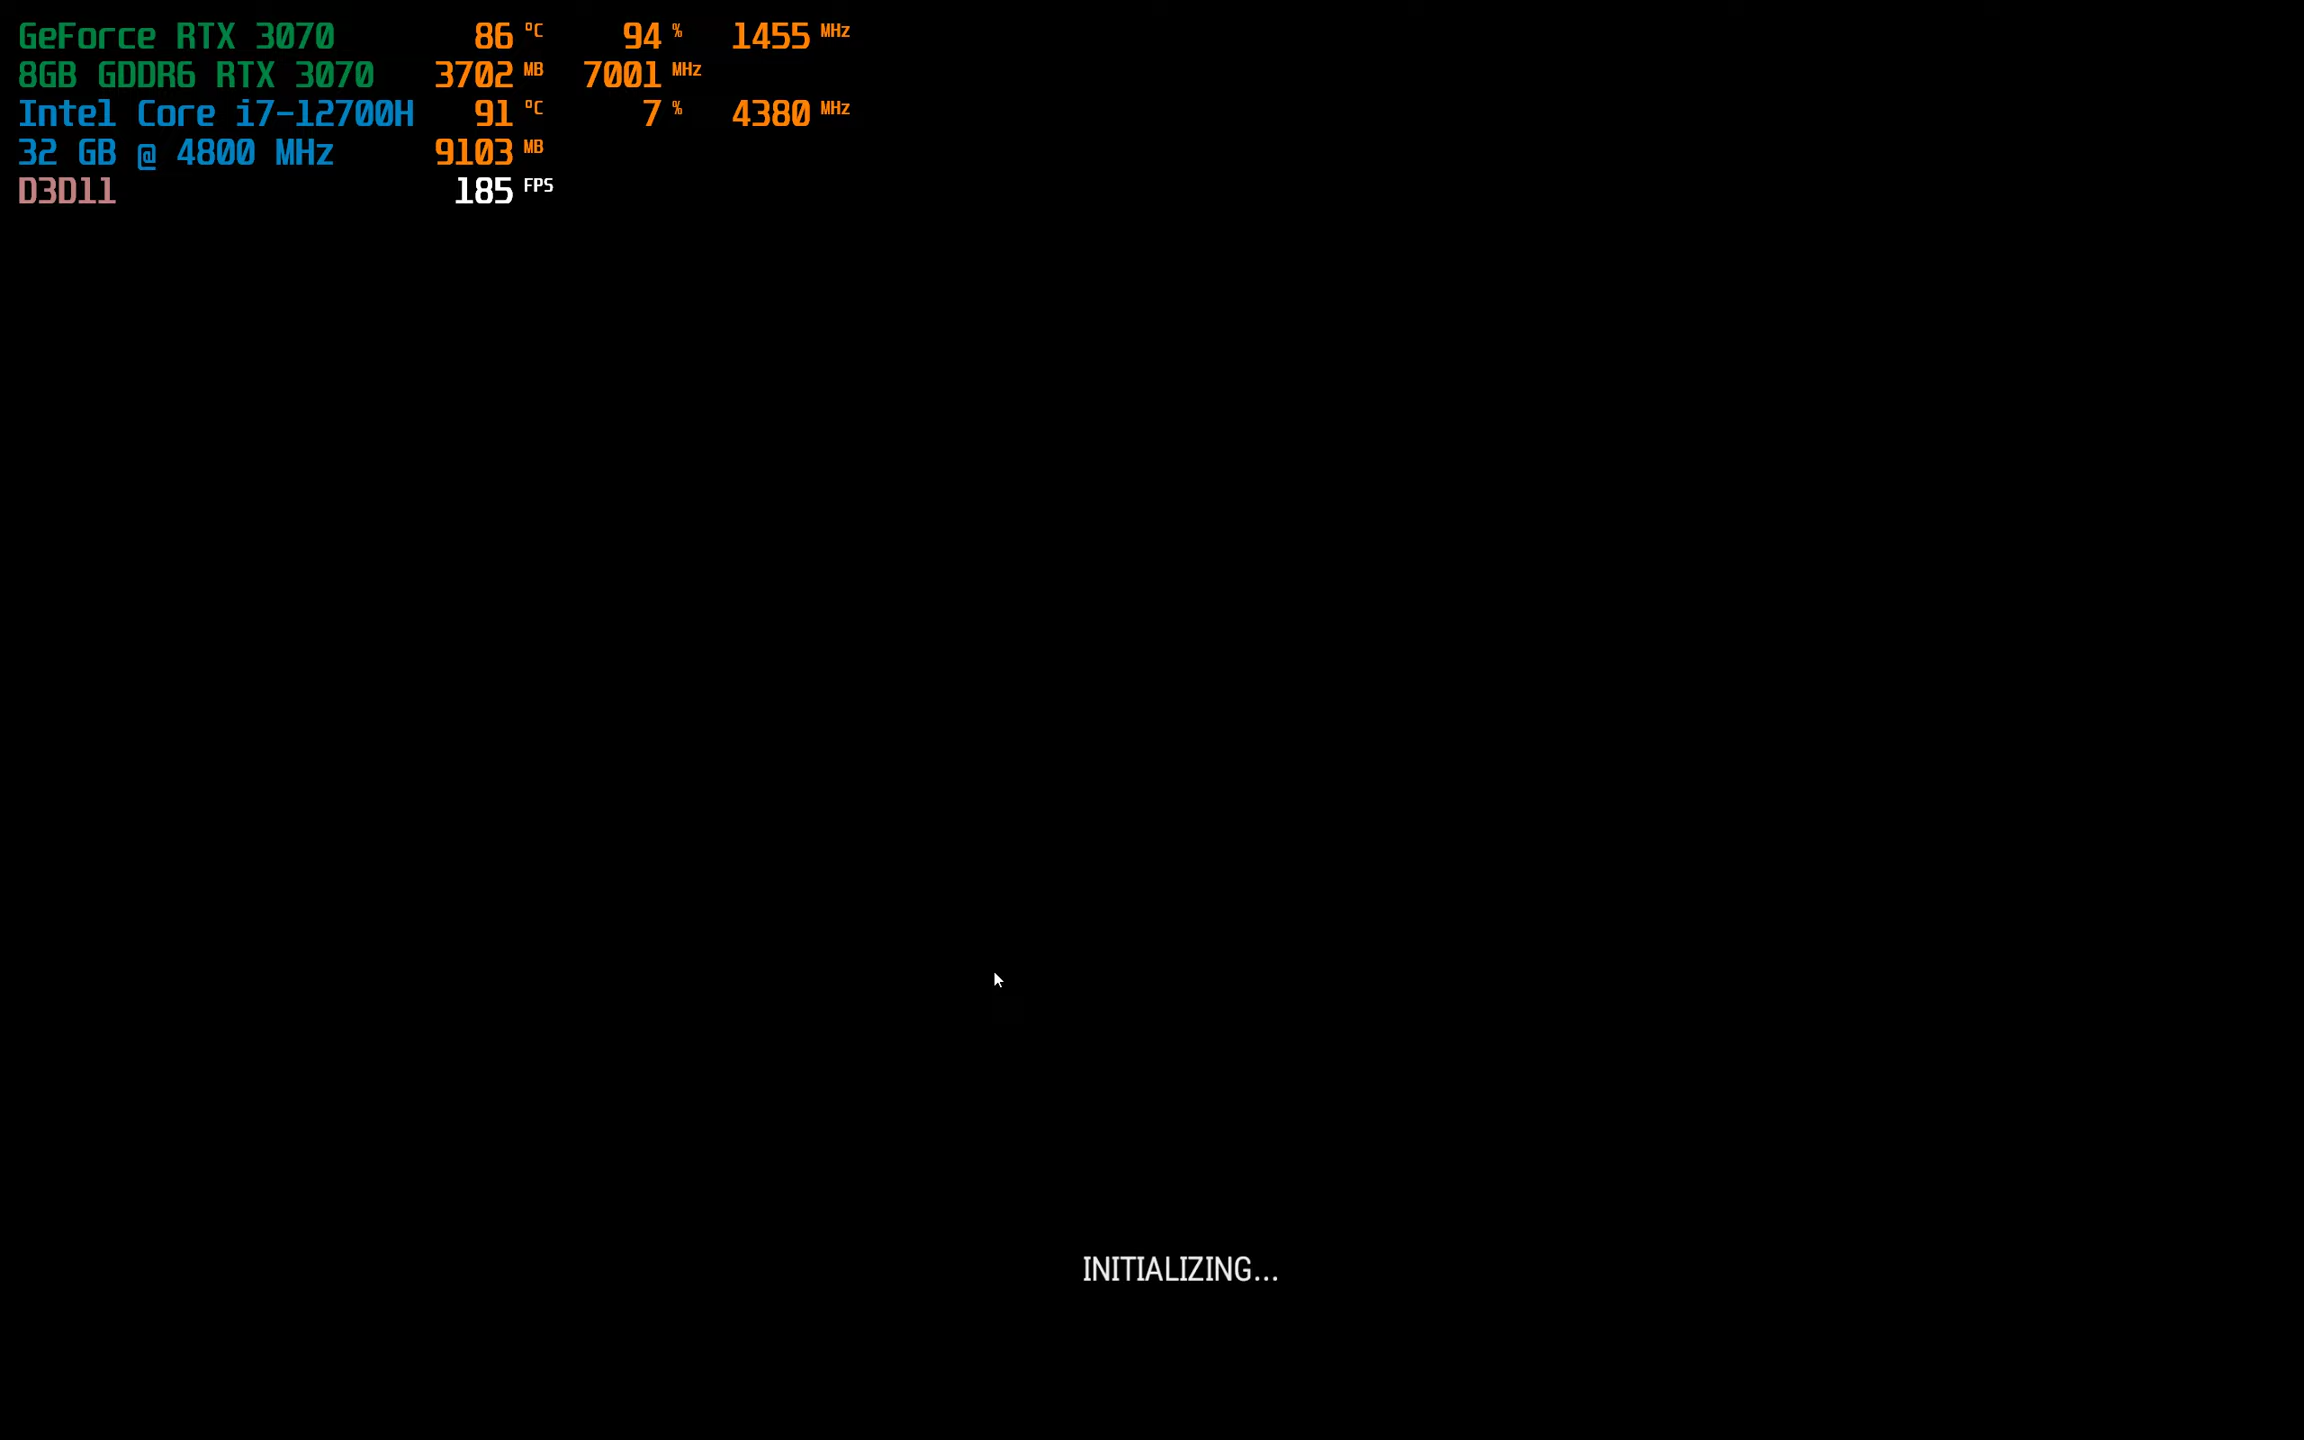 GeForce RTX 3070 86 °C 94 % 1455 MHz
8GB GDDR6 RTX 3070 3702 MB 7001 MHz
Intel Core i7-12700H 91 °C 7 % 4380 MHz
32 GB @ 4800 MHz 9103 MB
D3D11 185 FPS
INITIALIZING...